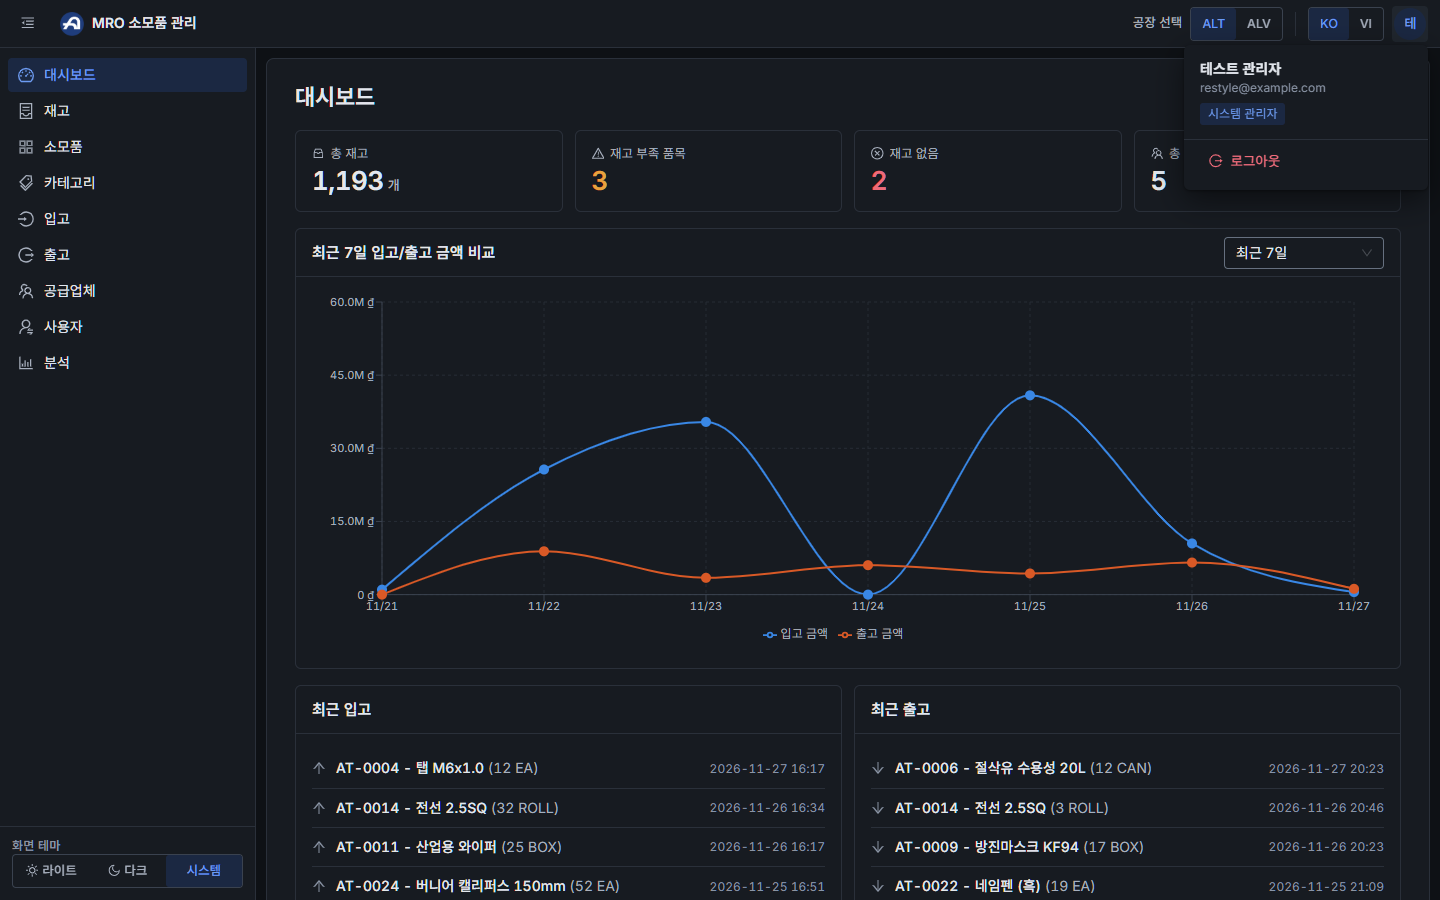 MRO 소모품 관리
공장 선택
ALT
ALV
KO
VI
테
테스트 관리자
restyle@example.com
시스템 관리자
로그아웃
대시보드
재고
소모품
카테고리
입고
출고
공급업체
사용자
분석
화면 테마
라이트
다크
시스템
대시보드
총 재고
1,193 개
재고 부족 품목
3
재고 없음
2
총
5
최근 7일 입고/출고 금액 비교
최근 7일
60.0M ₫
45.0M ₫
30.0M ₫
15.0M ₫
0 ₫
11/21
11/22
11/23
11/24
11/25
11/26
11/27
입고 금액
출고 금액
최근 입고
AT-0004 - 탭 M6x1.0 (12 EA) 2026-11-27 16:17
AT-0014 - 전선 2.5SQ (32 ROLL) 2026-11-26 16:34
AT-0011 - 산업용 와이퍼 (25 BOX) 2026-11-26 16:17
AT-0024 - 버니어 캘리퍼스 150mm (52 EA) 2026-11-25 16:51
최근 출고
AT-0006 - 절삭유 수용성 20L (12 CAN) 2026-11-27 20:23
AT-0014 - 전선 2.5SQ (3 ROLL) 2026-11-26 20:46
AT-0009 - 방진마스크 KF94 (17 BOX) 2026-11-26 20:23
AT-0022 - 네임펜 (흑) (19 EA) 2026-11-25 21:09